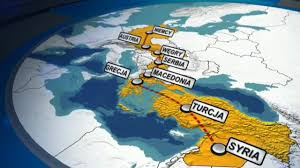 NIEMCY
AUSTRIA
WĘGRY
SERBIA
MACEDONIA
GRECJA
TURCJA
SYRIA